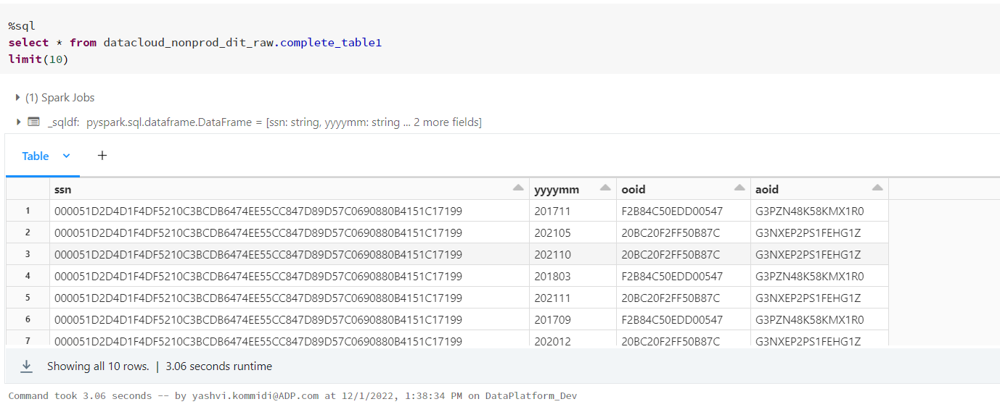 %sql
select * from datacloud_nonprod_dit_raw.complete_table1
limit(10)
(1) Spark Jobs
_sqldf: pyspark.sql.dataframe.DataFrame = [ssn: string, yyyymm: string ... 2 more fields]
Table +
ssn yyyymm ooid aoid
1 000051D2D4D1F4DF5210C3BCDB6474EE55CC847D89D57C0690880B4151C17199 201711 F2B84C50EDD00547 G3PZN48K58KMX1R0
2 000051D2D4D1F4DF5210C3BCDB6474EE55CC847D89D57C0690880B4151C17199 202105 20BC20F2FF50B87C G3NXEP2PS1FEHG1Z
3 000051D2D4D1F4DF5210C3BCDB6474EE55CC847D89D57C0690880B4151C17199 202110 20BC20F2FF50B87C G3NXEP2PS1FEHG1Z
4 000051D2D4D1F4DF5210C3BCDB6474EE55CC847D89D57C0690880B4151C17199 201803 F2B84C50EDD00547 G3PZN48K58KMX1R0
5 000051D2D4D1F4DF5210C3BCDB6474EE55CC847D89D57C0690880B4151C17199 202111 20BC20F2FF50B87C G3NXEP2PS1FEHG1Z
6 000051D2D4D1F4DF5210C3BCDB6474EE55CC847D89D57C0690880B4151C17199 201709 F2B84C50EDD00547 G3PZN48K58KMX1R0
7 000051D2D4D1F4DF5210C3BCDB6474EE55CC847D89D57C0690880B4151C17199 202012 20BC20F2FF50B87C G3NXEP2PS1FEHG1Z
Showing all 10 rows. | 3.06 seconds runtime
Command took 3.06 seconds -- by yashvi.kommidi@ADP.com at 12/1/2022, 1:38:34 PM on DataPlatform_Dev